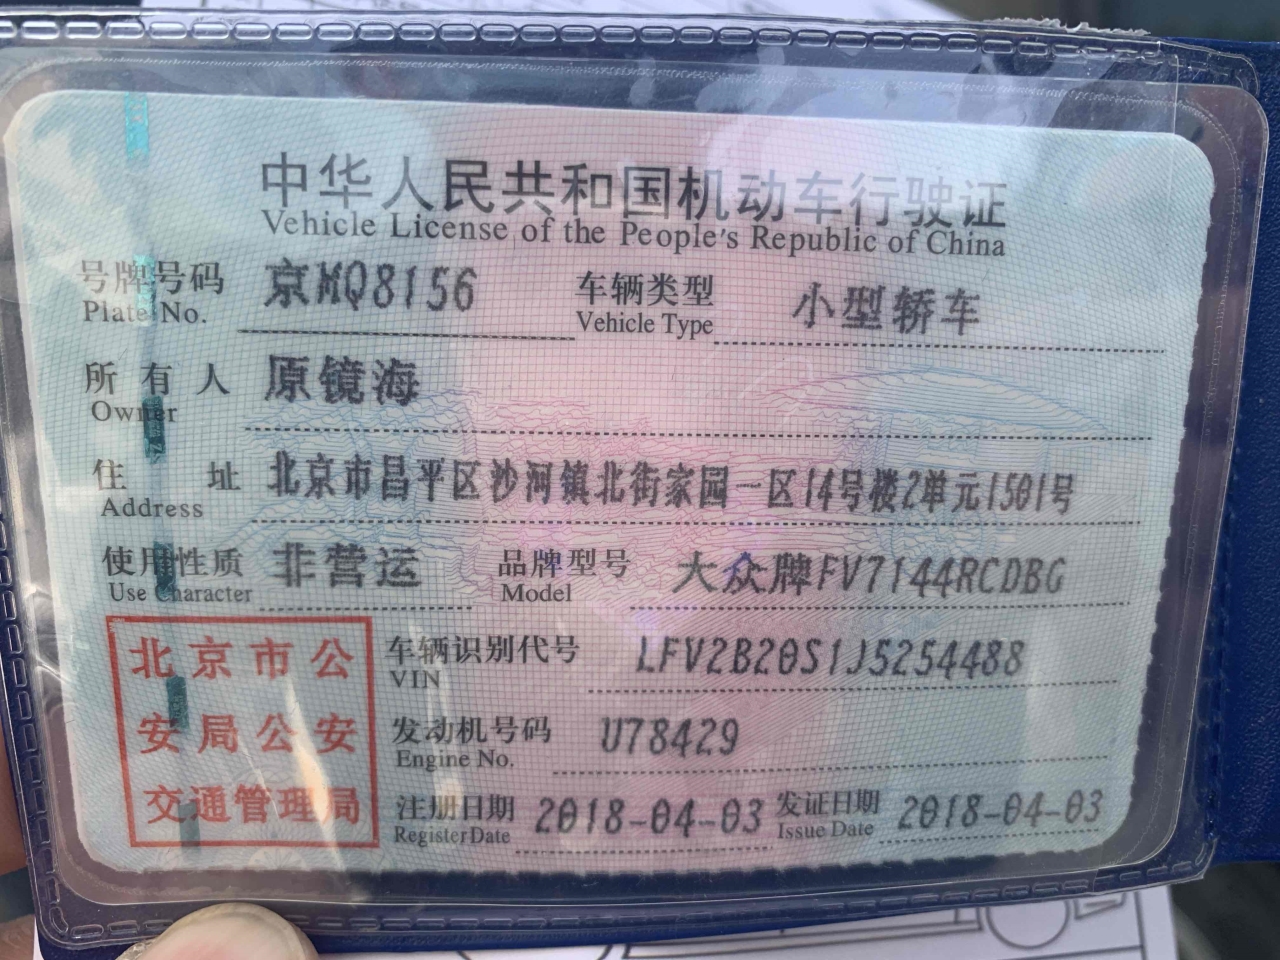 中华人民共和国机动车行驶证
Vehicle License of the People's Republic of China
号牌号码 京MQ8156 车辆类型 小型轿车
Plate No. Vehicle Type
所有人 原镜海
Owner
住址 北京市昌平区沙河镇北街家园一区14号楼2单元1501号
Address
使用性质 非营运 品牌型号 大众牌FV7144RCDBG
Use Character Model
北京市公
安局公安
交通管理局
车辆识别代号 LFV2B20S1J5254488
VIN
发动机号码 U78429
Engine No.
注册日期 2018-04-03 发证日期 2018-04-03
Register Date Issue Date